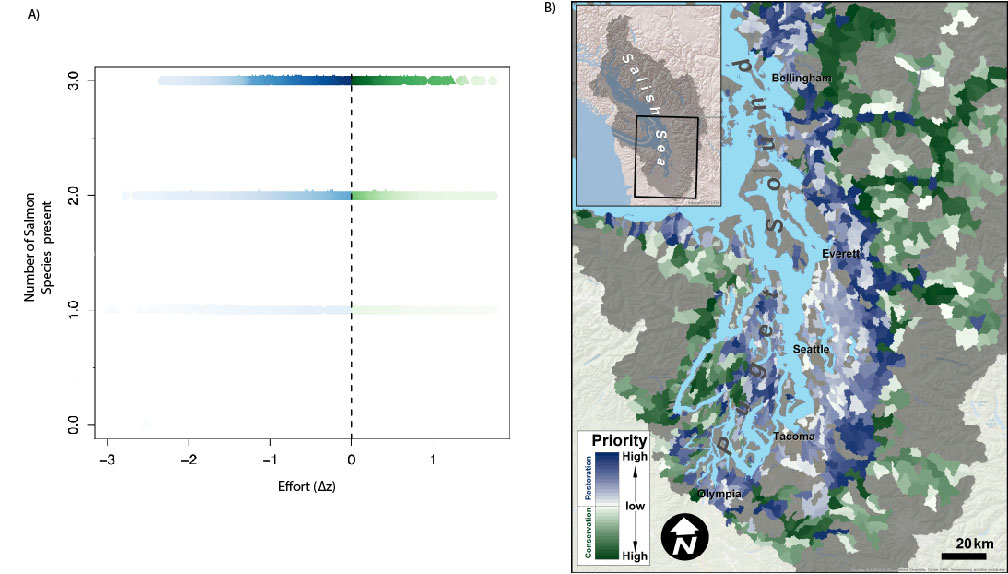 A)
Number of Salmon
Species present
3.0
2.0
1.0
0.0
−3
−2
−1
0
1
Effort (Δz)
B)
Salish Sea
Puget Sound
Bellingham
Everett
Seattle
Tacoma
Olympia
Priority
High
low
High
Restoration
Conservation
N
20 km